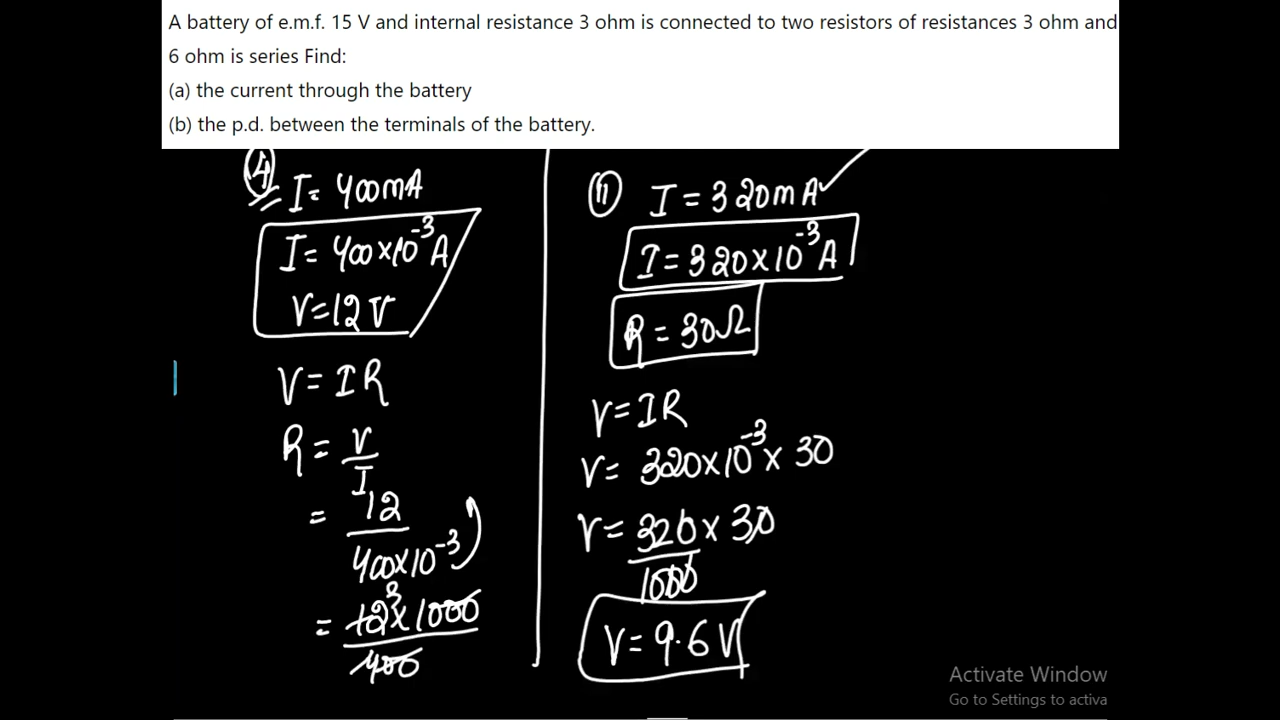 A battery of e.m.f. 15 V and internal resistance 3 ohm is connected to two resistors of resistances 3 ohm and
6 ohm is series Find:
(a) the current through the battery
(b) the p.d. between the terminals of the battery.
4
I = 400mA
I = 400×10⁻³A
V=12V
V= IR
R= V/I
= 12/400×10⁻³
= 12³×1000/400
(ii) I = 320mA✓
I = 320×10⁻³A
R = 30Ω
V=IR
V= 320×10⁻³× 30
V= 320× 30/1000
V= 9.6V
Activate Window
Go to Settings to activa